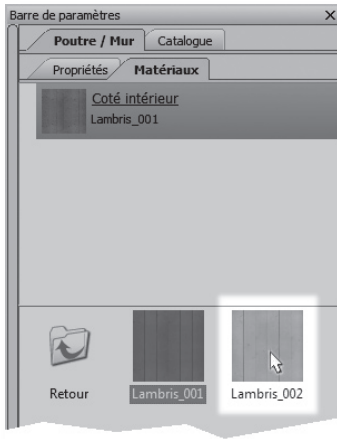 Barre de paramètres X
Poutre / Mur Catalogue
Propriétés Matériaux
Coté intérieur
Lambris_001
Retour Lambris_001 Lambris_002